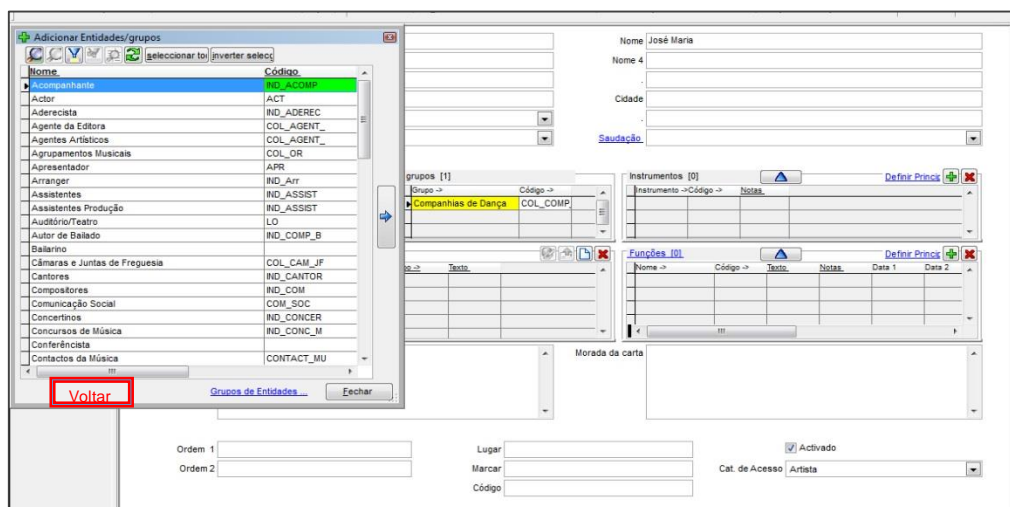 Adicionar Entidades/grupos
seleccionar to inverter selecç
Nome Código
Acompanhante IND_ACOMP
Actor ACT
Aderecista IND_ADEREC
Agente da Editora COL_AGENT_
Agentes Artísticos COL_AGENT_
Agrupamentos Musicais COL_OR
Apresentador APR
Arranger IND_Arr
Assistentes IND_ASSIST
Assistentes Produção IND_ASSIST
Auditório/Teatro LO
Autor de Bailado IND_COMP_B
Bailarino
Câmaras e Juntas de Freguesia COL_CAM_JF
Cantores IND_CANTOR
Compositores IND_COM
Comunicação Social COM_SOC
Concertinos IND_CONCER
Concursos de Música IND_CONC_M
Conferêncista
Contactos da Música CONTACT_MU
Voltar
Grupos de Entidades ... Fechar
Nome José Maria
Nome 4
.
Cidade
.
Saudação
grupos [1]
Grupo -> Código ->
Companhias de Dança COL_COMP_
Instrumentos [0] Definir Princip
Instrumento -> Código -> Notas
Texto
Funções [0] Definir Princip
Nome -> Código -> Texto Notas Data 1 Data 2
Morada da carta
Ordem 1 Lugar Activado
Ordem 2 Marcar Cat. de Acesso Artista
Código